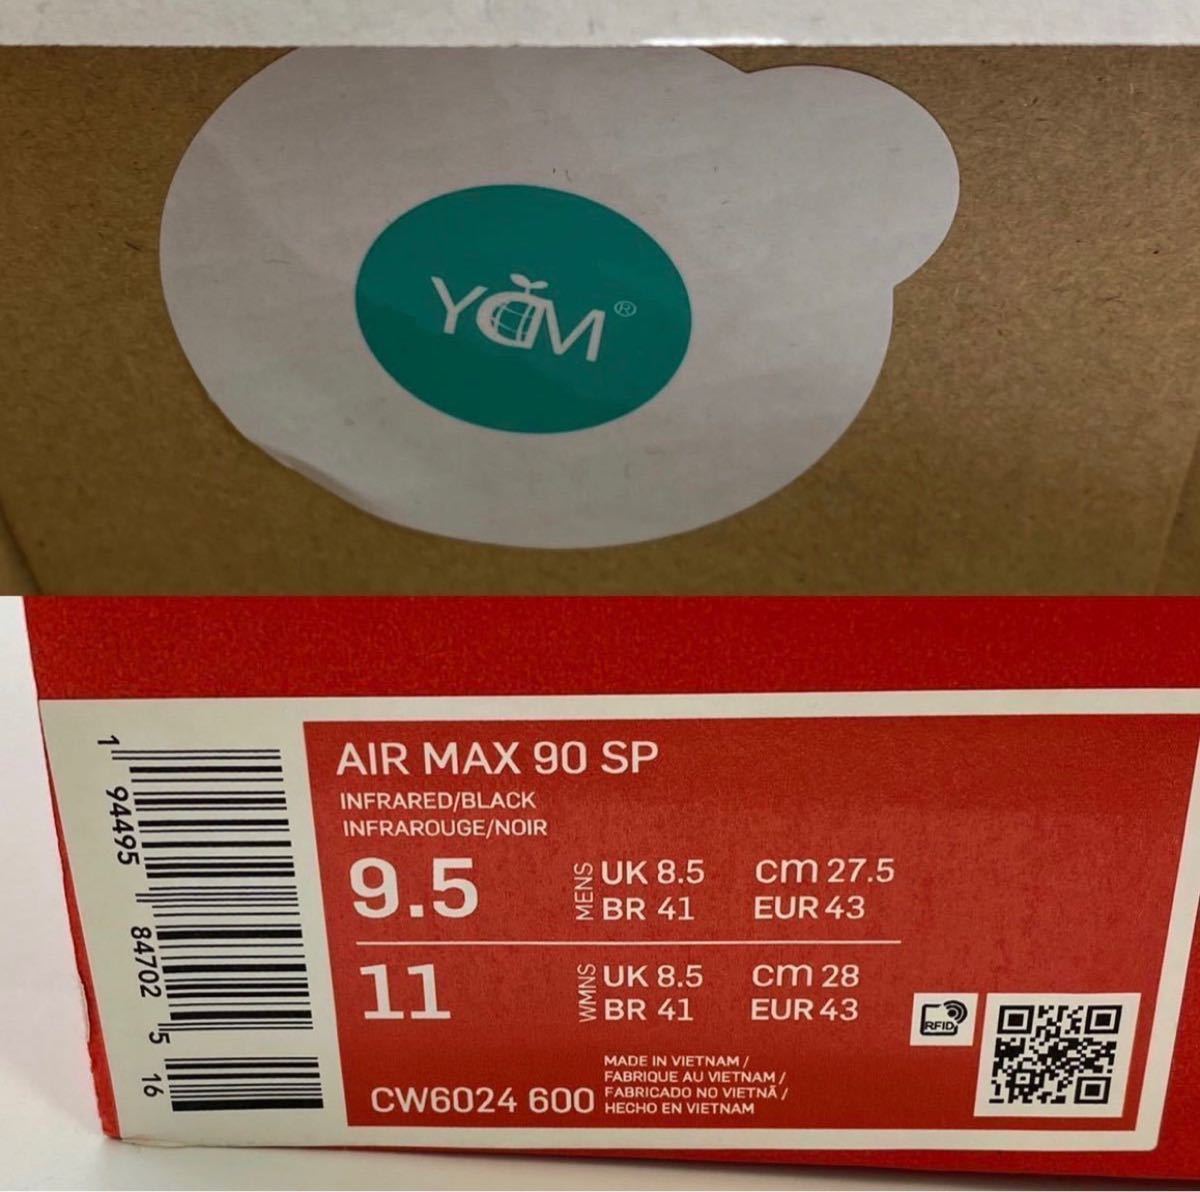 YOM®
AIR MAX 90 SP
INFRARED/BLACK
INFRAROUGE/NOIR
9.5 MENS UK 8.5 cm 27.5
BR 41 EUR 43
11 WMNS UK 8.5 cm 28
BR 41 EUR 43
RFID
CW6024 600
MADE IN VIETNAM /
FABRIQUE AU VIETNAM /
FABRICADO NO VIETNÃ /
HECHO EN VIETNAM
1 94495 84702 5 16